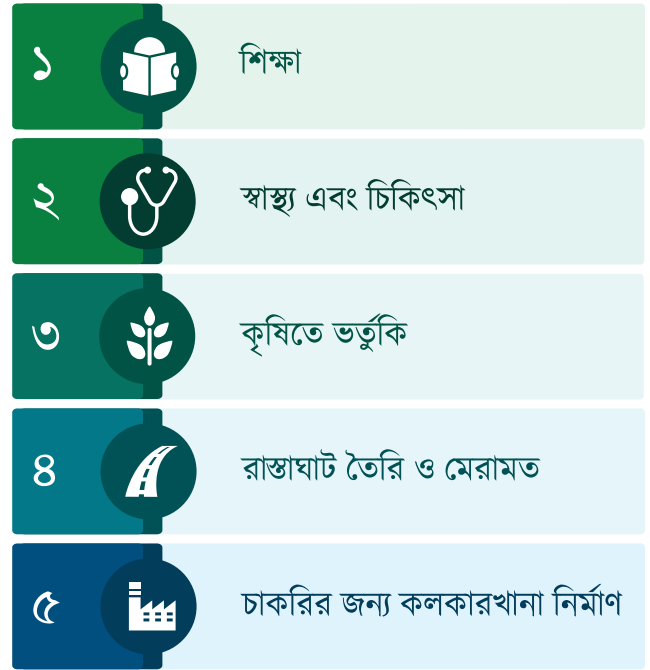 ১ শিক্ষা
২ স্বাস্থ্য এবং চিকিৎসা
৩ কৃষিতে ভর্তুকি
৪ রাস্তাঘাট তৈরি ও মেরামত
৫ চাকরির জন্য কলকারখানা নির্মাণ